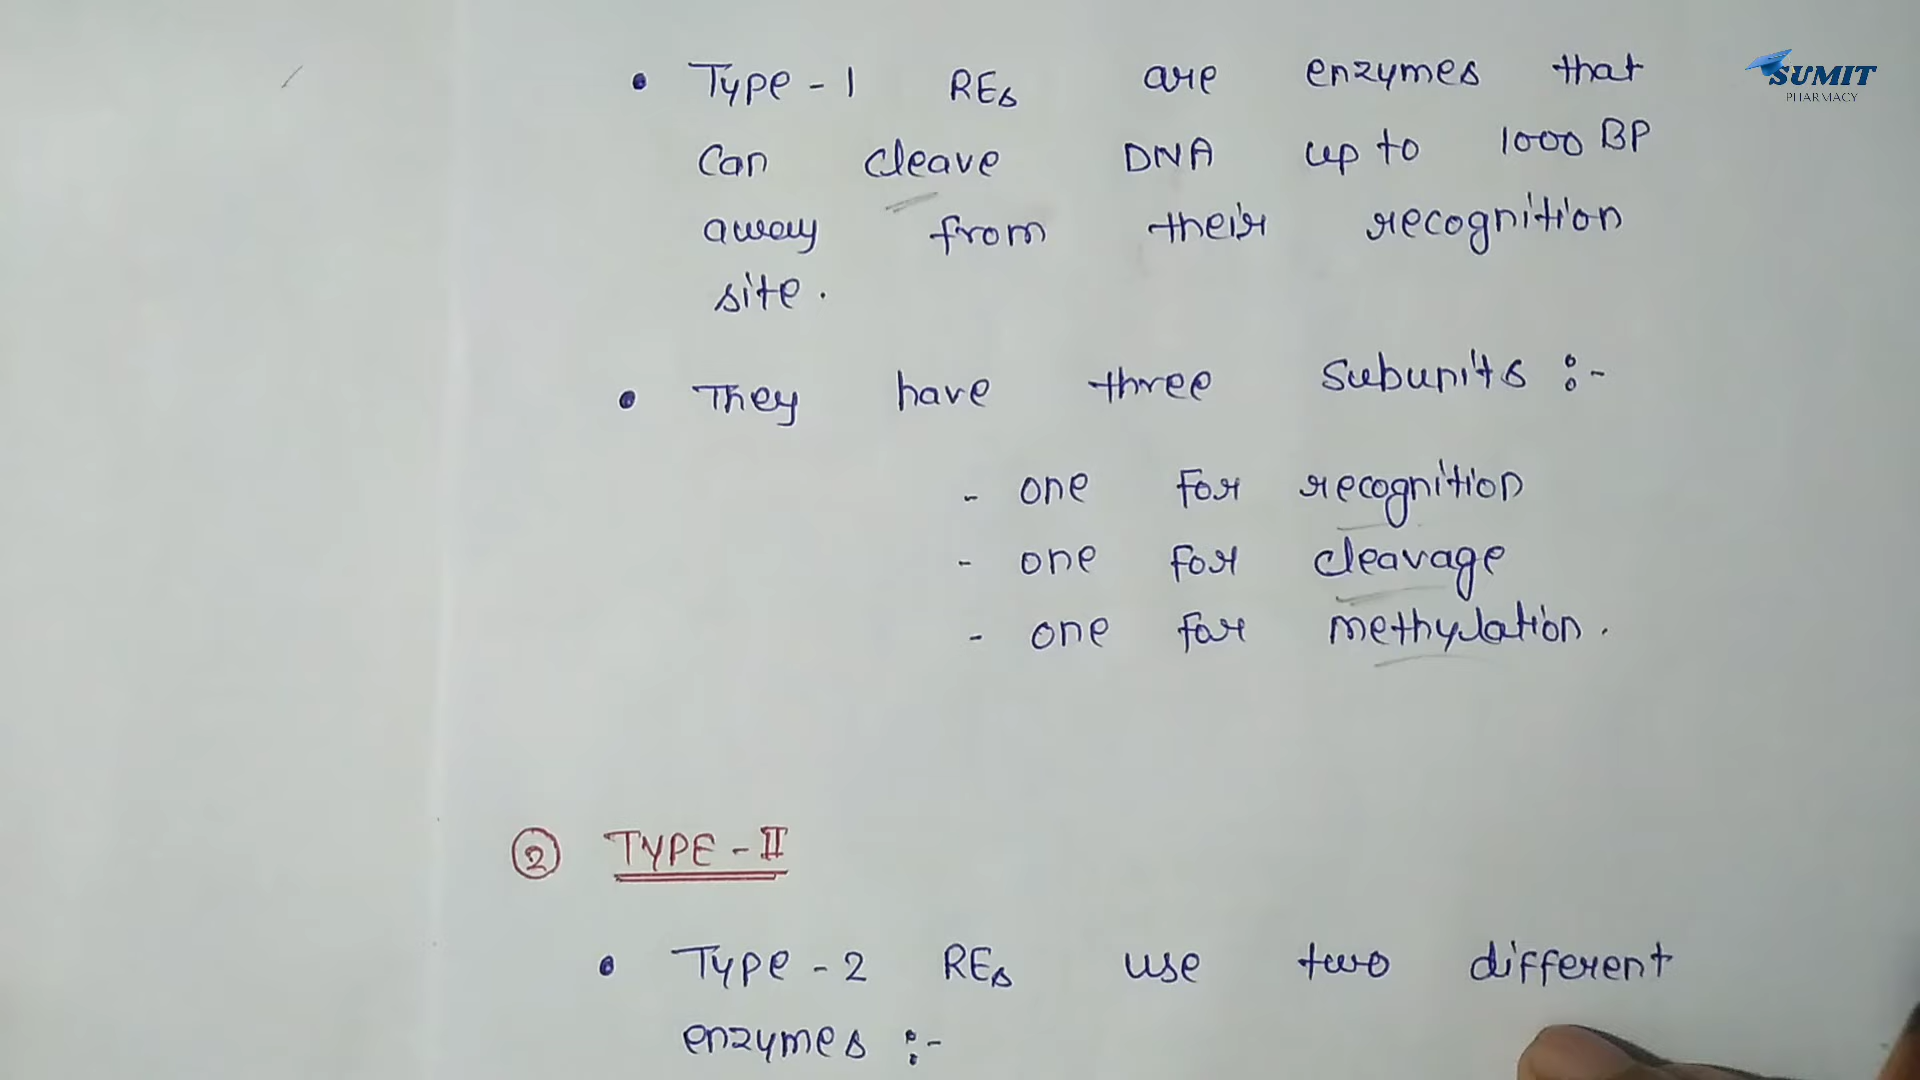 • Type-1 REs are enzymes that
can cleave DNA up to 1000 BP
away from their recognition
site.
• They have three subunits :-
- one for recognition
- one for cleavage
- one for methylation.
② TYPE-II
• Type-2 REs use two different
enzymes :-
SUMIT
PHARMACY